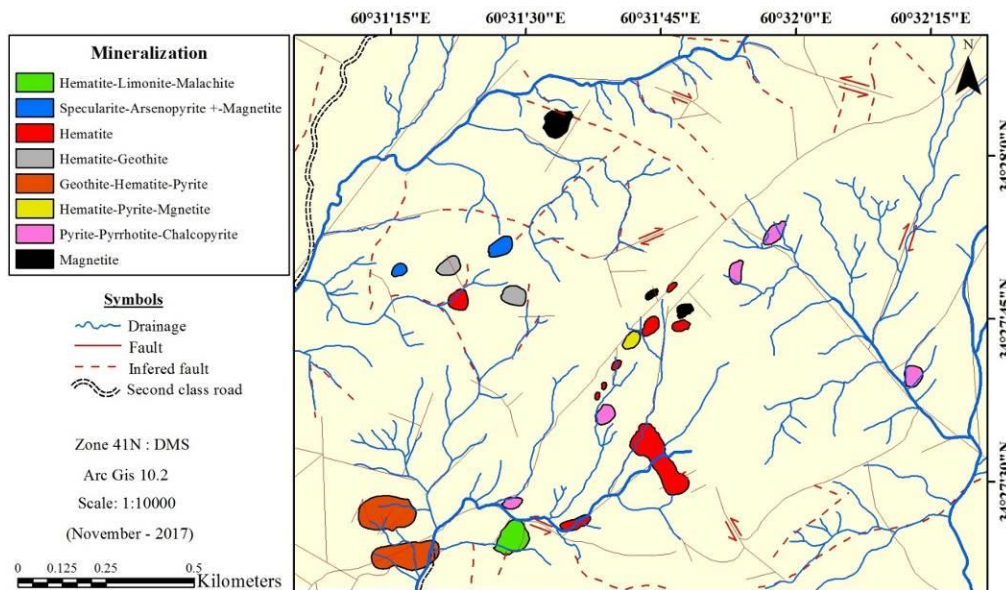 60°31'15"E 60°31'30"E 60°31'45"E 60°32'0"E 60°32'15"E
Mineralization
Hematite-Limonite-Malachite
Specularite-Arsenopyrite +-Magnetite
Hematite
Hematite-Geothite
Geothite-Hematite-Pyrite
Hematite-Pyrite-Mgnetite
Pyrite-Pyrrhotite-Chalcopyrite
Magnetite
Symbols
Drainage
Fault
Infered fault
Second class road
Zone 41N : DMS
Arc Gis 10.2
Scale: 1:10000
(November - 2017)
0 0.125 0.25 0.5
Kilometers
N